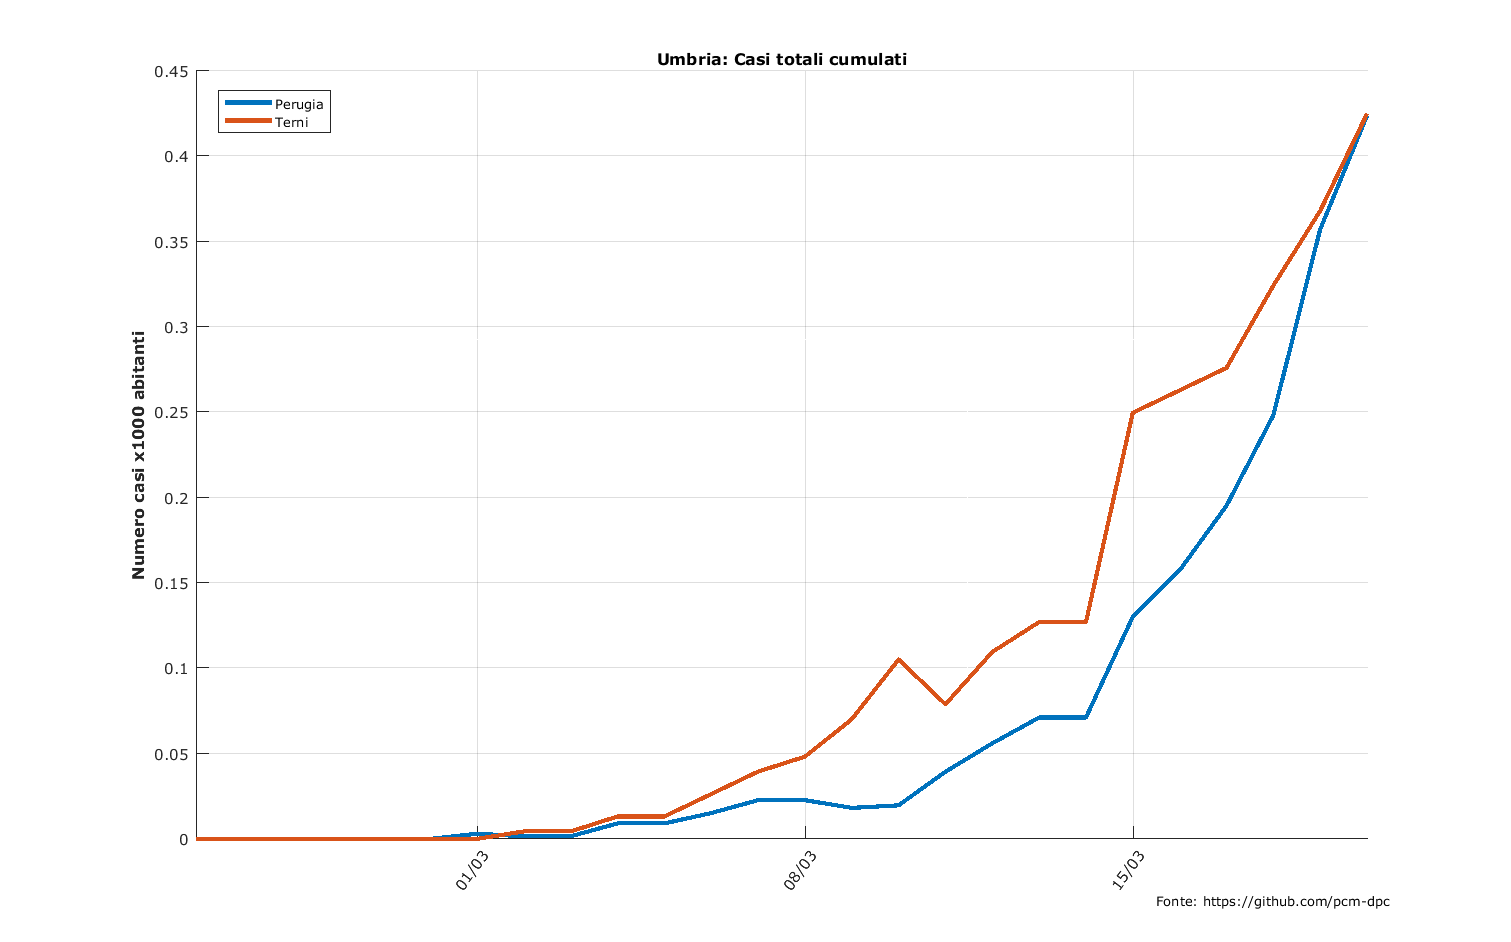 Umbria: Casi totali cumulati
Perugia
Terni
Numero casi x1000 abitanti
0.45
0.4
0.35
0.3
0.25
0.2
0.15
0.1
0.05
0
01/03
08/03
15/03
Fonte: https://github.com/pcm-dpc